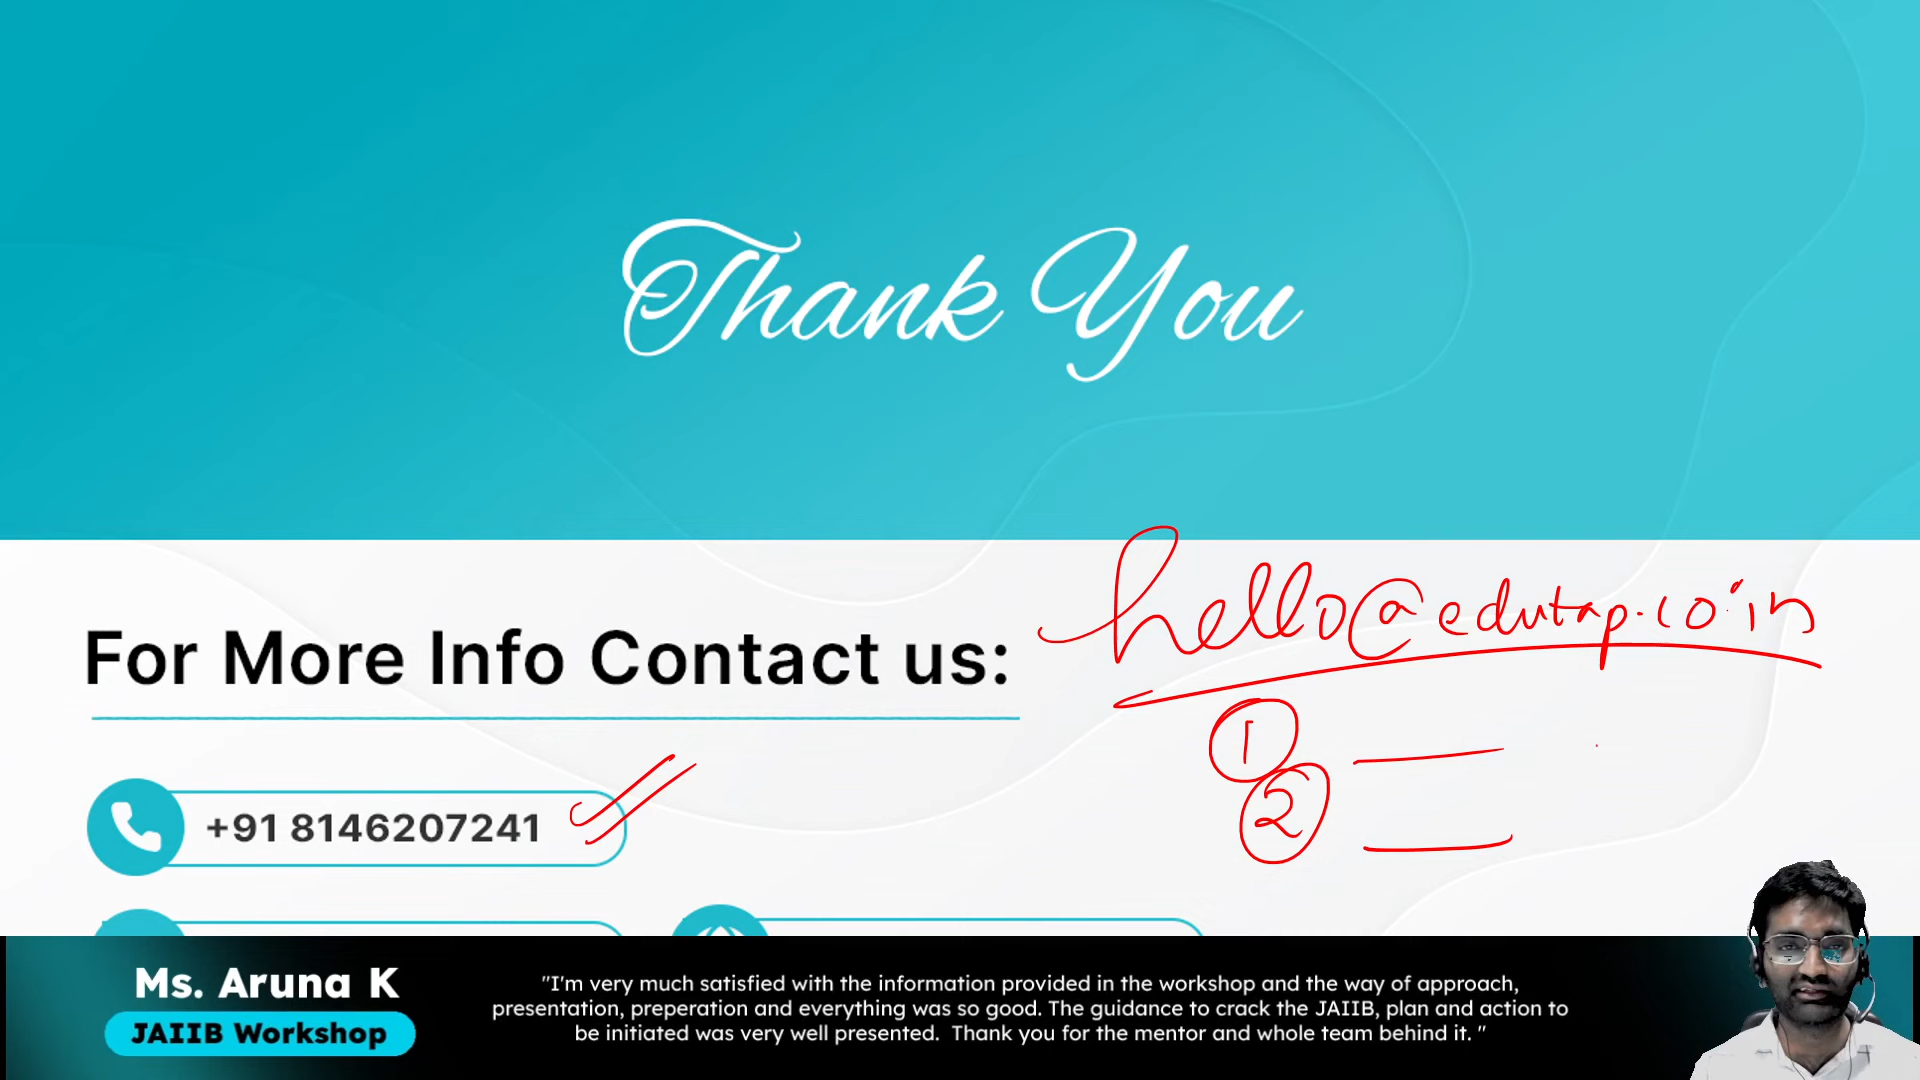 Thank You
hello@edutap.co.in
For More Info Contact us:
1
2
+91 8146207241
Ms. Aruna K
JAIIB Workshop
"I'm very much satisfied with the information provided in the workshop and the way of approach,
presentation, preperation and everything was so good. The guidance to crack the JAIIB, plan and action to
be initiated was very well presented. Thank you for the mentor and whole team behind it. "